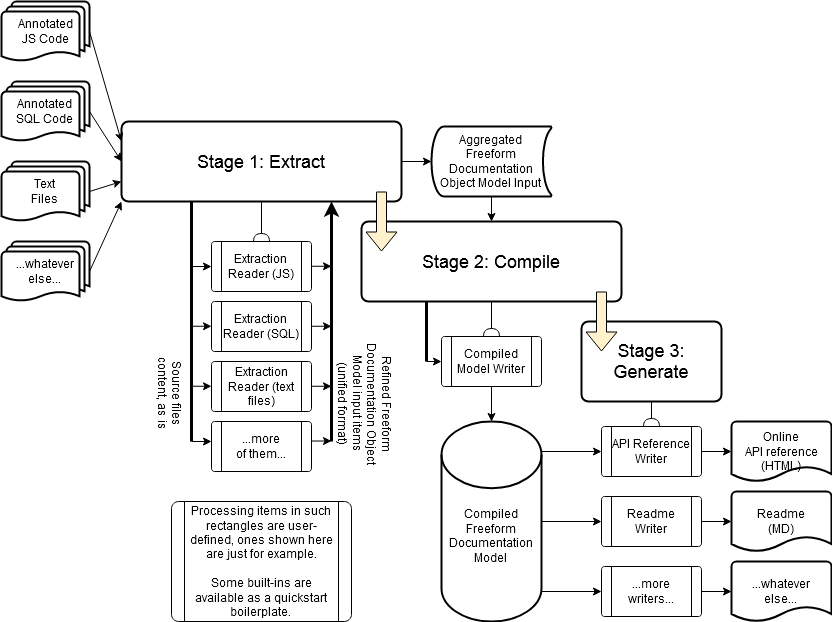 Annotated
JS Code
Annotated
SQL Code
Text
Files
...whatever
else...
Stage 1: Extract
Aggregated
Freeform
Documentation
Object Model Input
Extraction
Reader (JS)
Extraction
Reader (SQL)
Extraction
Reader (text
files)
...more
of them...
Source files
content, as is
Refined Freeform
Documentation Object
Model input items
(unified format)
Stage 2: Compile
Compiled
Model Writer
Stage 3:
Generate
Compiled
Freeform
Documentation
Model
API Reference
Writer
Online
API reference
(HTML)
Readme
Writer
Readme
(MD)
...more
writers...
...whatever
else...
Processing items in such
rectangles are user-
defined, ones shown here
are just for example.
Some built-ins are
available as a quickstart
boilerplate.